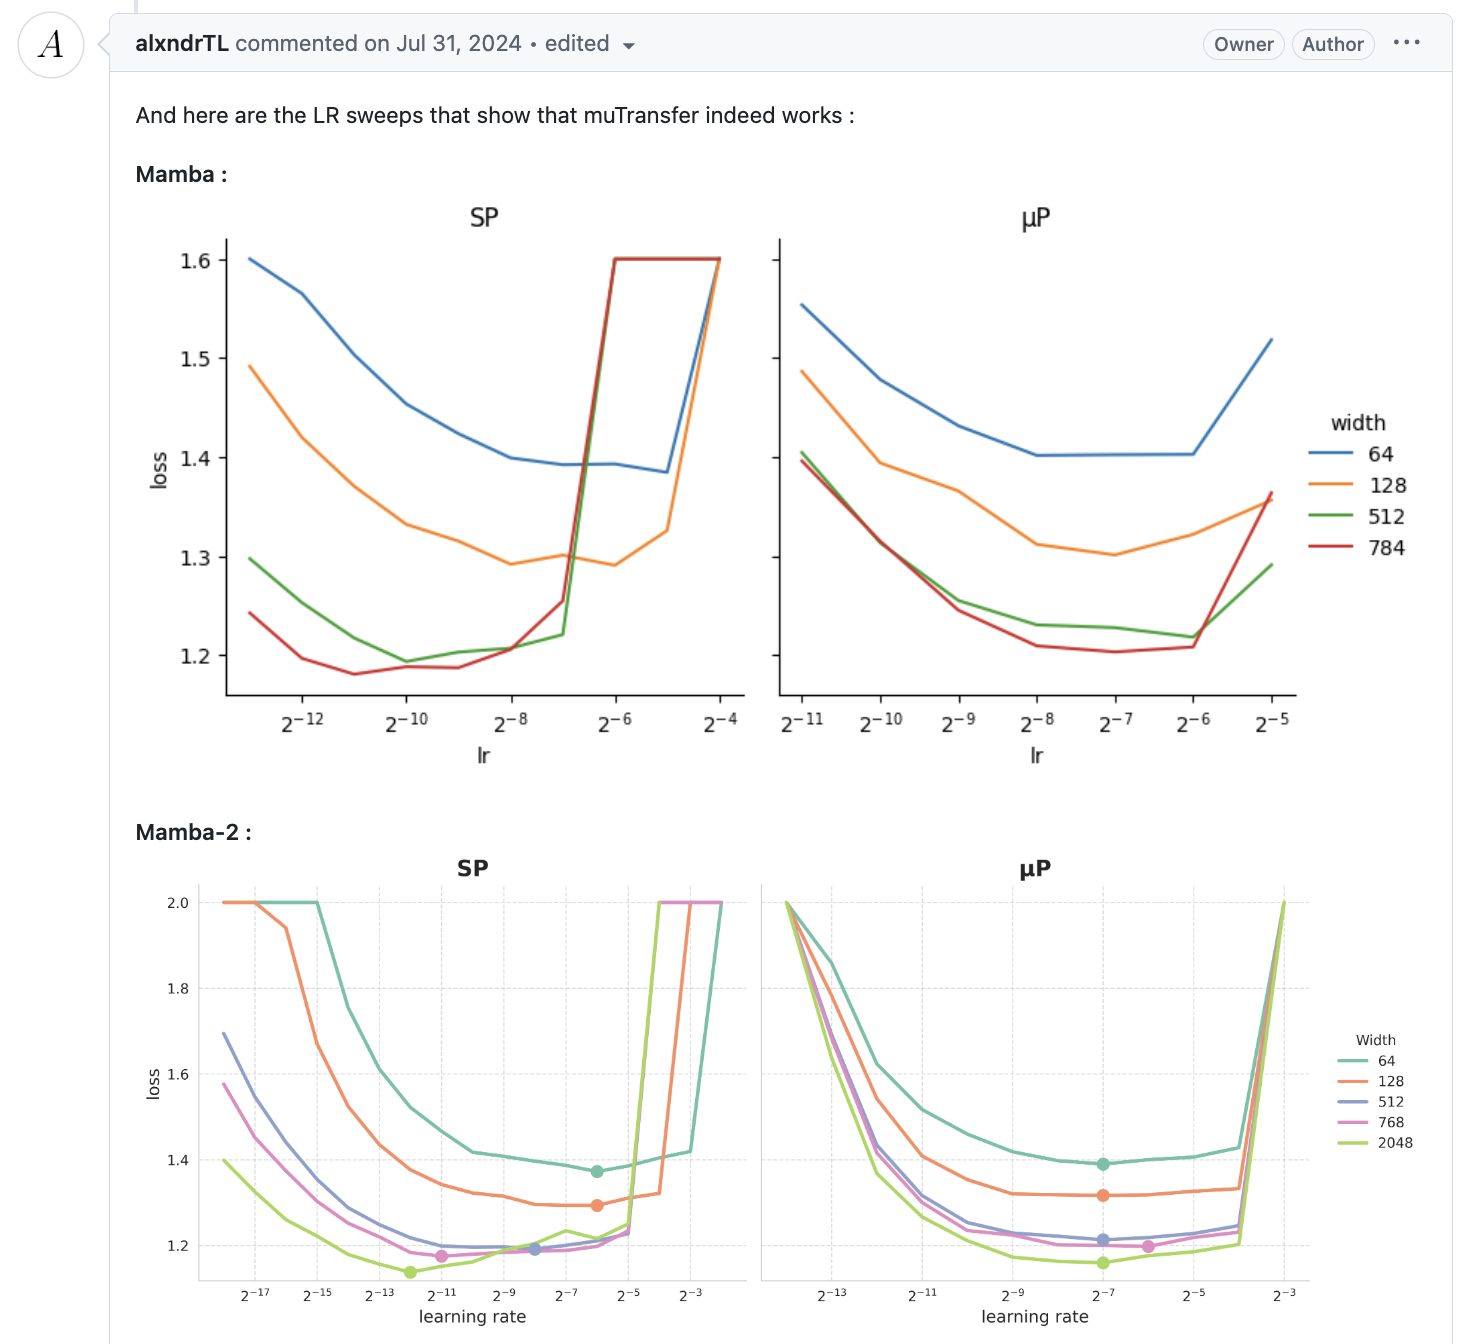 A
alxndrTL commented on Jul 31, 2024 • edited
Owner
Author
And here are the LR sweeps that show that muTransfer indeed works :
Mamba :
SP
1.6
1.5
1.4
1.3
1.2
loss
2⁻¹² 2⁻¹⁰ 2⁻⁸ 2⁻⁶ 2⁻⁴
lr
μP
2⁻¹¹ 2⁻¹⁰ 2⁻⁹ 2⁻⁸ 2⁻⁷ 2⁻⁶ 2⁻⁵
lr
width
64
128
512
784
Mamba-2 :
SP
2.0
1.8
1.6
1.4
1.2
loss
2⁻¹⁷ 2⁻¹⁵ 2⁻¹³ 2⁻¹¹ 2⁻⁹ 2⁻⁷ 2⁻⁵ 2⁻³
learning rate
μP
2⁻¹³ 2⁻¹¹ 2⁻⁹ 2⁻⁷ 2⁻⁵ 2⁻³
learning rate
Width
64
128
512
768
2048